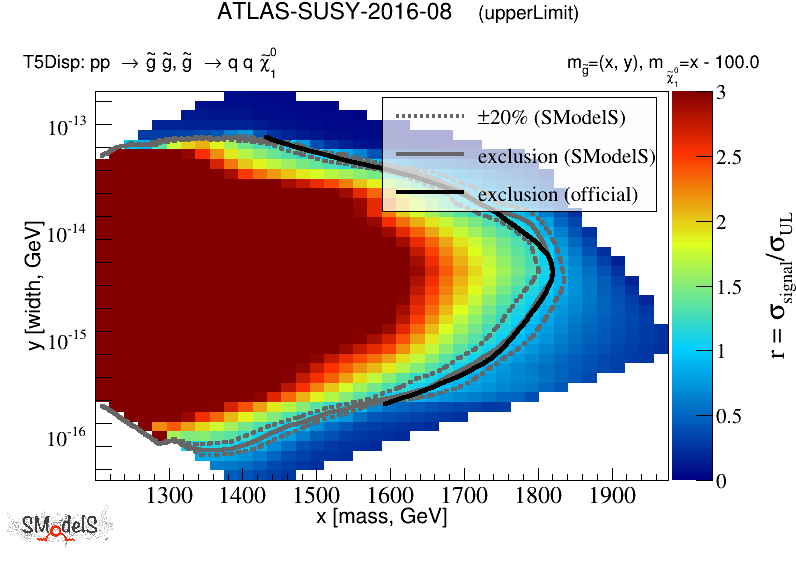 ATLAS-SUSY-2016-08 (upperLimit)
T5Disp: pp → g̃ g̃, g̃ → q q χ̃₁⁰
m_g̃=(x, y), m_χ̃₁⁰=x - 100.0
±20% (SModelS)
exclusion (SModelS)
exclusion (official)
10⁻¹³
10⁻¹⁴
10⁻¹⁵
10⁻¹⁶
y [width, GeV]
1300 1400 1500 1600 1700 1800 1900
x [mass, GeV]
3
2.5
2
1.5
1
0.5
0
r = σ_signal/σ_UL
SModelS